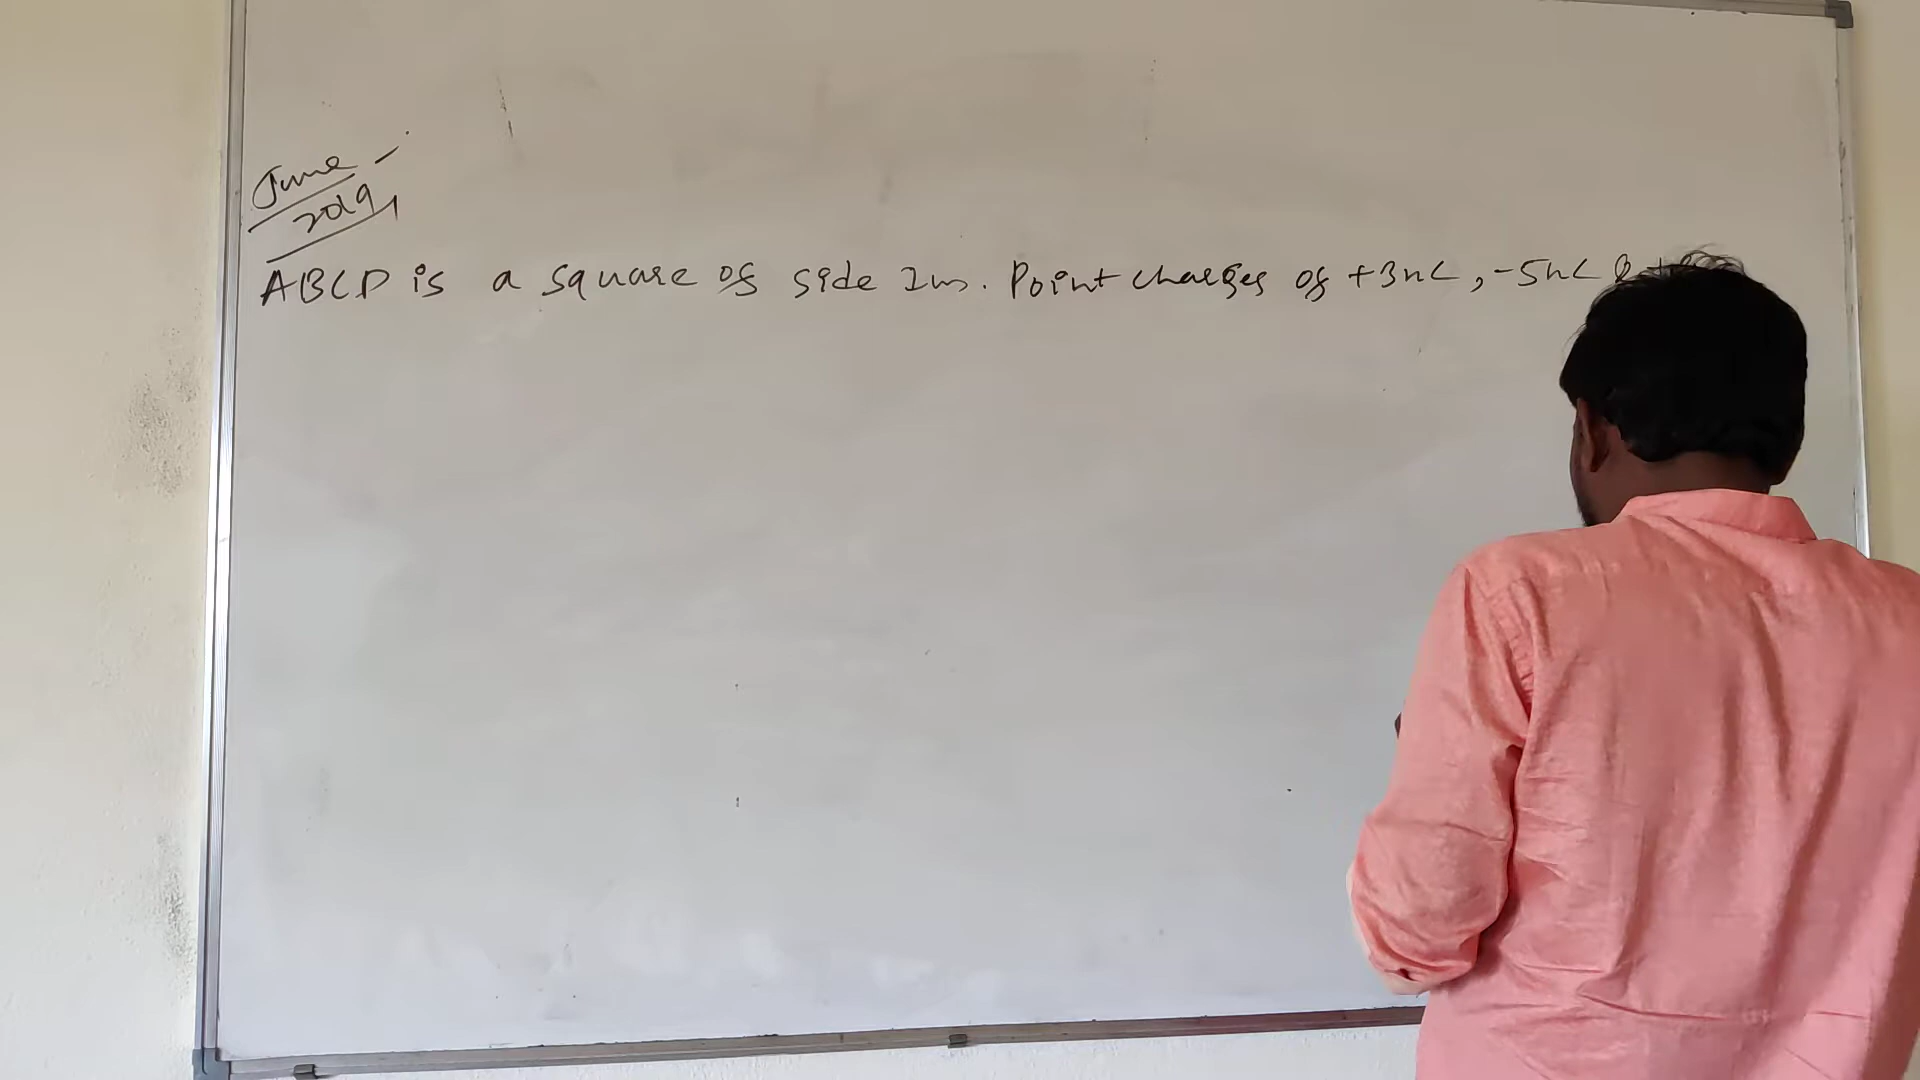 June -
2019
ABCD is a square of side 1m. Point charges of +3nC, -5nC & +